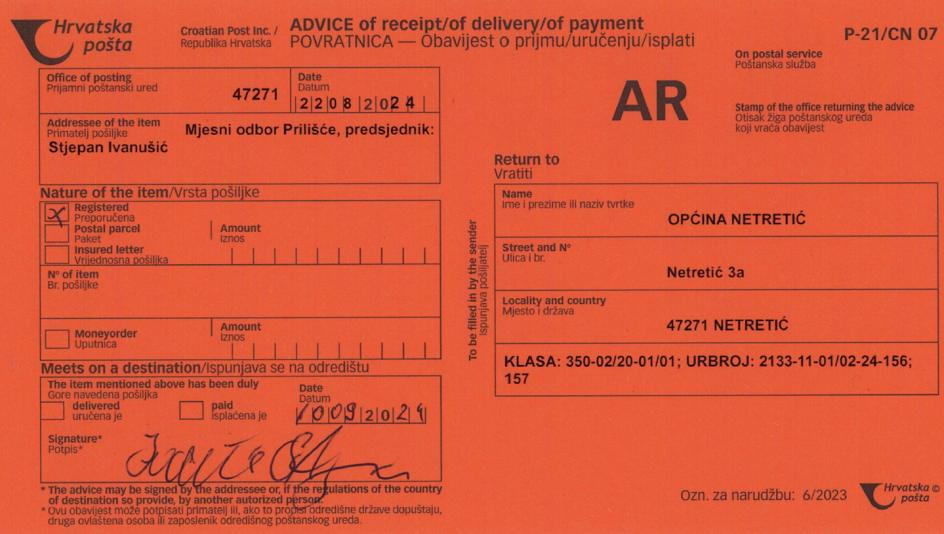 Hrvatska
pošta
Croatian Post Inc. /
Republika Hrvatska
ADVICE of receipt/of delivery/of payment
POVRATNICA — Obavijest o prijmu/uručenju/isplati
P-21/CN 07
On postal service
Poštanska služba
AR
Stamp of the office returning the advice
Otisak žiga poštanskog ureda
koji vraća obavijest
Office of posting
Prijamni poštanski ured
47271
Date
Datum
22082024
Addressee of the item
Primatelj pošiljke
Mjesni odbor Prilišće, predsjednik:
Stjepan Ivanušić
Nature of the item/Vrsta pošiljke
x Registered
Preporučena
Postal parcel
Paket
Amount
Iznos
Insured letter
Vrijednosna pošiljka
Nº of item
Br. pošiljke
Moneyorder
Uputnica
Amount
Iznos
Meets on a destination/Ispunjava se na odredištu
The item mentioned above has been duly
Gore navedena pošiljka
delivered
uručena je
paid
isplaćena je
Date
Datum
10092024
Signature*
Potpis*
* The advice may be signed by the addressee or, if the regulations of the country
of destination so provide, by another autorized person.
* Ovu obavijest može potpisati primatelj ili, ako to propisi odredišne države dopuštaju,
druga ovlaštena osoba ili zaposlenik odredišnog poštanskog ureda.
Return to
Vratiti
To be filled in by the sender
Ispunjava pošiljatelj
Name
Ime i prezime ili naziv tvrtke
OPĆINA NETRETIĆ
Street and Nº
Ulica i br.
Netretić 3a
Locality and country
Mjesto i država
47271 NETRETIĆ
KLASA: 350-02/20-01/01; URBROJ: 2133-11-01/02-24-156;
157
Ozn. za narudžbu: 6/2023
Hrvatska
pošta
©